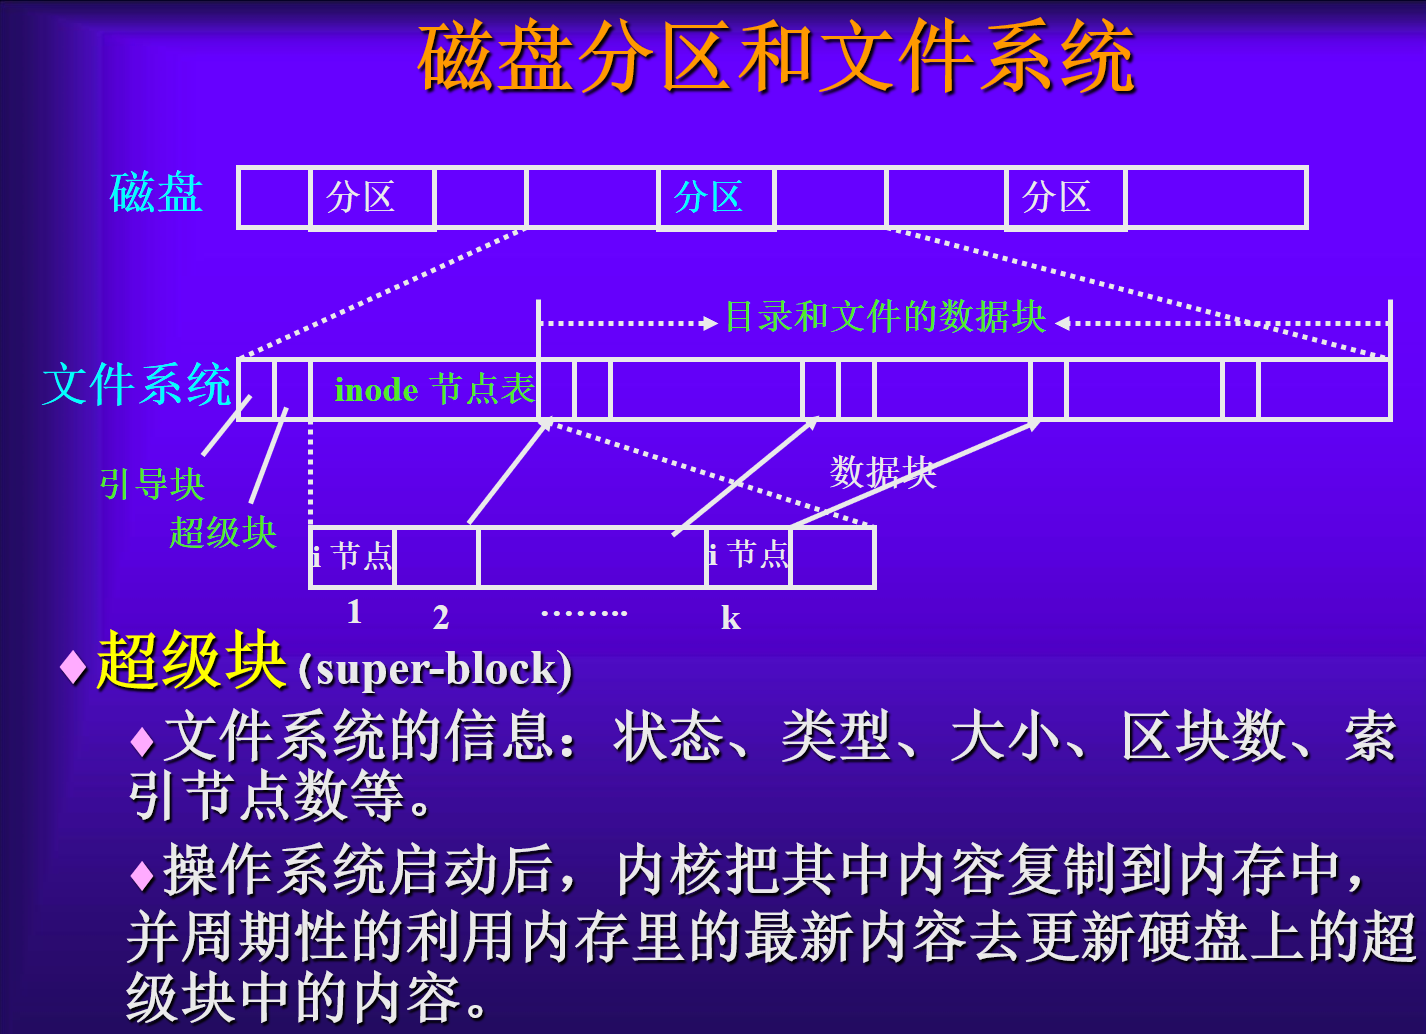 磁盘分区和文件系统
磁盘 分区 分区 分区
目录和文件的数据块
文件系统 inode 节点表
引导块 数据块
超级块
i 节点 i 节点
1 2 ........ k
超级块(super-block)
文件系统的信息：状态、类型、大小、区块数、索
引节点数等。
操作系统启动后，内核把其中内容复制到内存中，
并周期性的利用内存里的最新内容去更新硬盘上的超
级块中的内容。